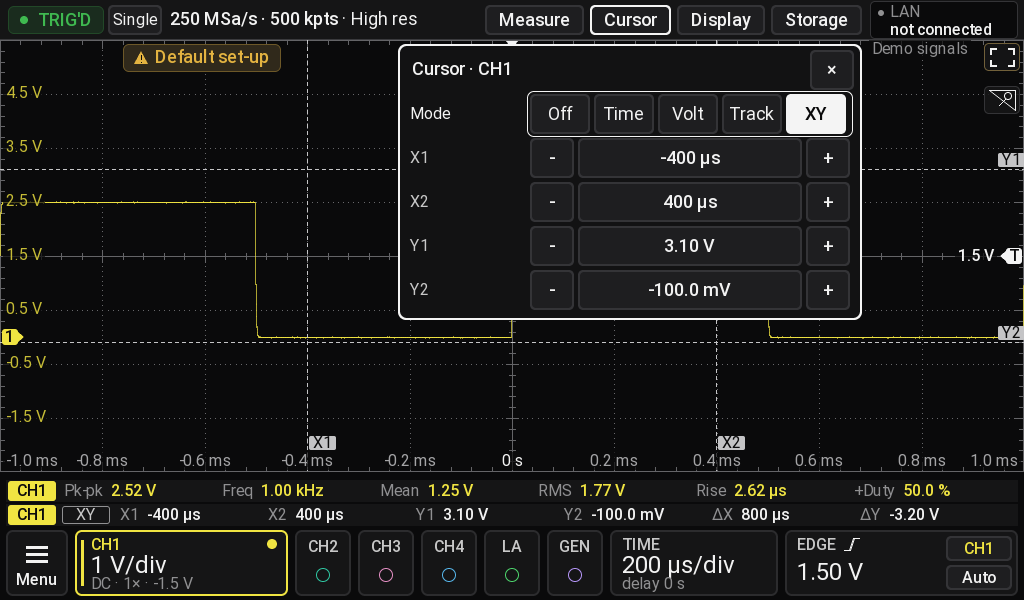 TRIG'D Single 250 MSa/s · 500 kpts · High res Measure Cursor Display Storage LAN
not connected
Demo signals
Default set-up
Cursor · CH1 ×
Mode Off Time Volt Track XY
X1 - -400 µs +
X2 - 400 µs +
Y1 - 3.10 V +
Y2 - -100.0 mV +
4.5 V
3.5 V
Y1
2.5 V
1.5 V 1.5 V T
0.5 V
1 Y2
-0.5 V
-1.5 V
X1 X2
-1.0 ms -0.8 ms -0.6 ms -0.4 ms -0.2 ms 0 s 0.2 ms 0.4 ms 0.6 ms 0.8 ms 1.0 ms
CH1 Pk-pk 2.52 V Freq 1.00 kHz Mean 1.25 V RMS 1.77 V Rise 2.62 µs +Duty 50.0 %
CH1 XY X1 -400 µs X2 400 µs Y1 3.10 V Y2 -100.0 mV ΔX 800 µs ΔY -3.20 V
Menu
CH1
1 V/div
DC · 1× · -1.5 V
CH2 CH3 CH4 LA GEN
TIME
200 µs/div
delay 0 s
EDGE
1.50 V
CH1
Auto